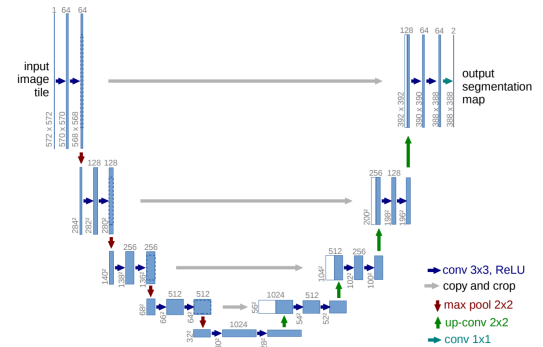 1 64 64
128 64 64 2
input
image
tile
output
segmentation
map
572 x 572
570 x 570
568 x 568
392 x 392
390 x 390
388 x 388
388 x 388
128 128
256 128
284²
282²
280²
200²
198²
196²
256 256
512 256
140²
138²
136²
104²
102²
100²
512 512
1024 512
68²
66²
64²
56²
54²
52²
1024
32²
conv 3x3, ReLU
copy and crop
max pool 2x2
up-conv 2x2
conv 1x1